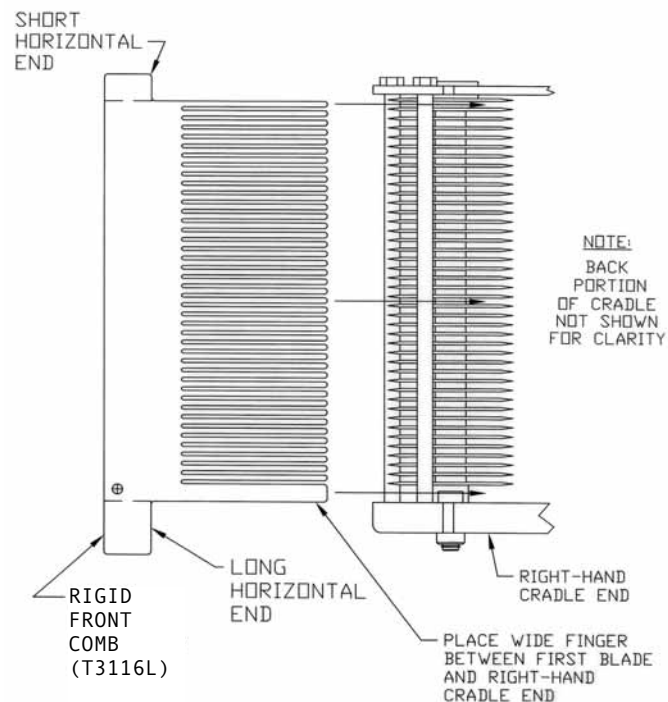 SHORT
HORIZONTAL
END
NOTE:
BACK
PORTION
OF CRADLE
NOT SHOWN
FOR CLARITY
RIGID
FRONT
COMB
(T3116L)
LONG
HORIZONTAL
END
RIGHT-HAND
CRADLE END
PLACE WIDE FINGER
BETWEEN FIRST BLADE
AND RIGHT-HAND
CRADLE END